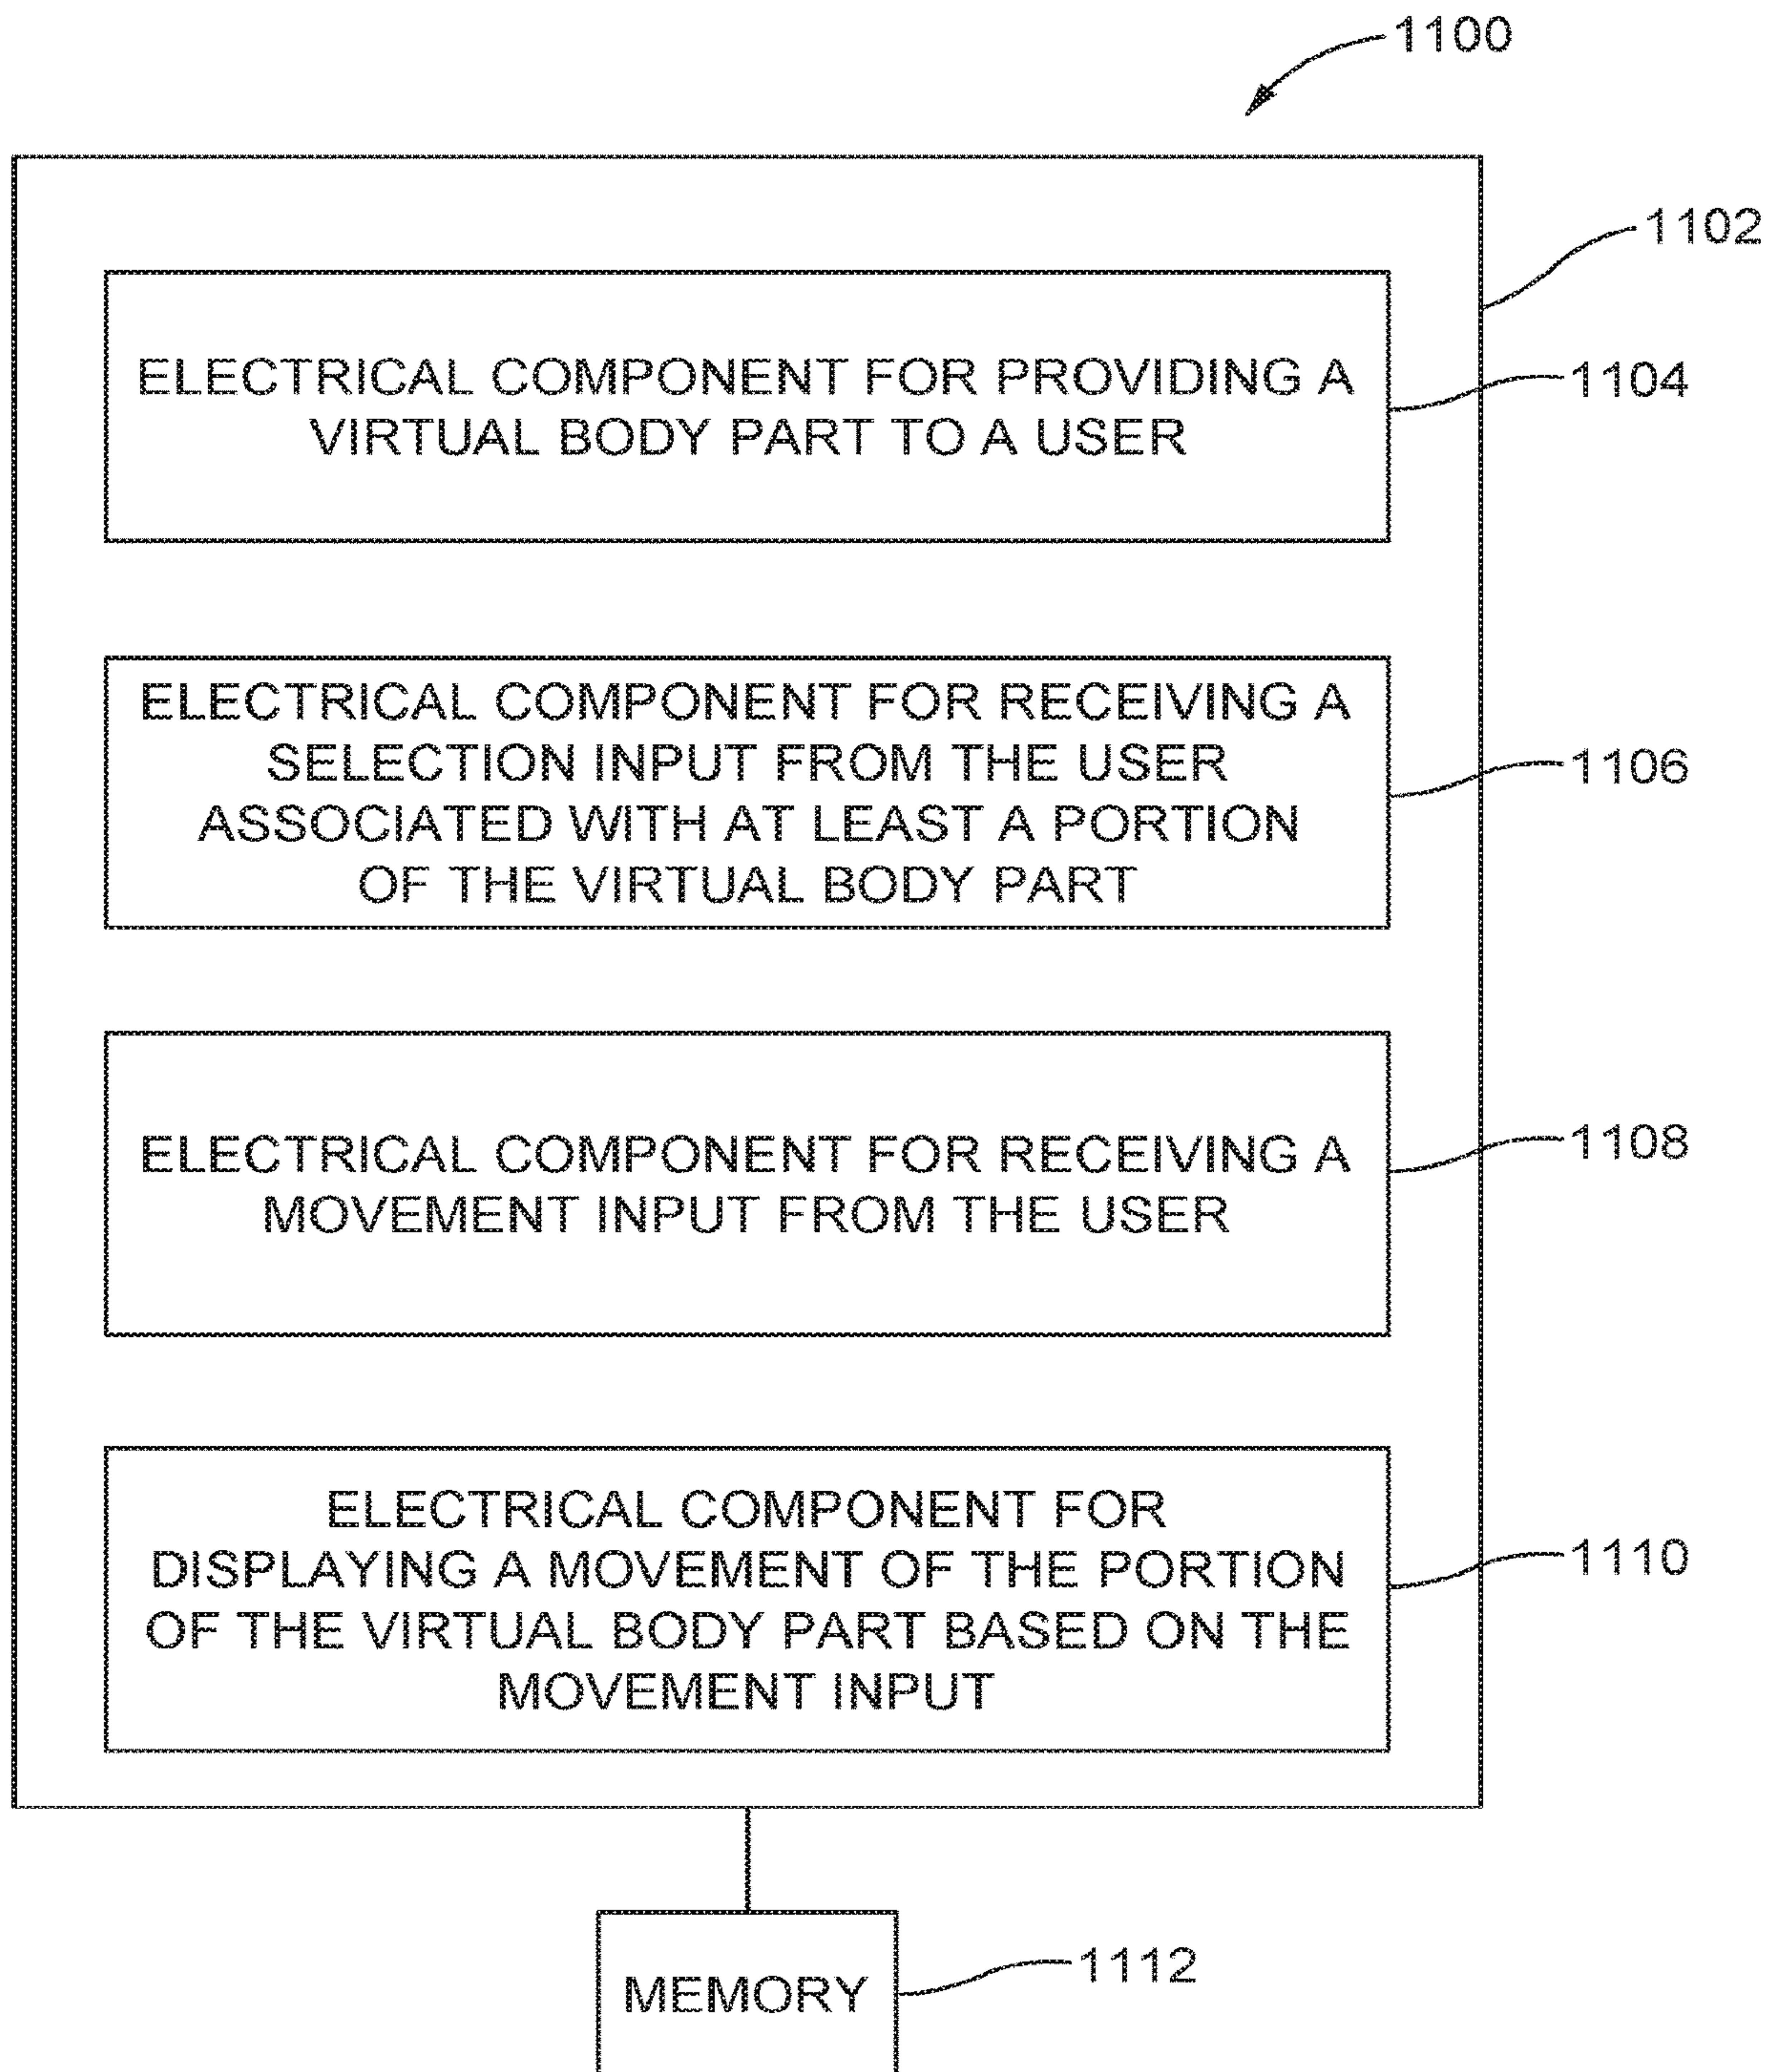 1100
1102
ELECTRICAL COMPONENT FOR PROVIDING A
VIRTUAL BODY PART TO A USER
1104
ELECTRICAL COMPONENT FOR RECEIVING A
SELECTION INPUT FROM THE USER
ASSOCIATED WITH AT LEAST A PORTION
OF THE VIRTUAL BODY PART
1106
ELECTRICAL COMPONENT FOR RECEIVING A
MOVEMENT INPUT FROM THE USER
1108
ELECTRICAL COMPONENT FOR
DISPLAYING A MOVEMENT OF THE PORTION
OF THE VIRTUAL BODY PART BASED ON THE
MOVEMENT INPUT
1110
MEMORY
1112